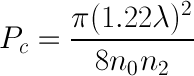 P_c = \frac{\pi(1.22\lambda)^2}{8n_0n_2}